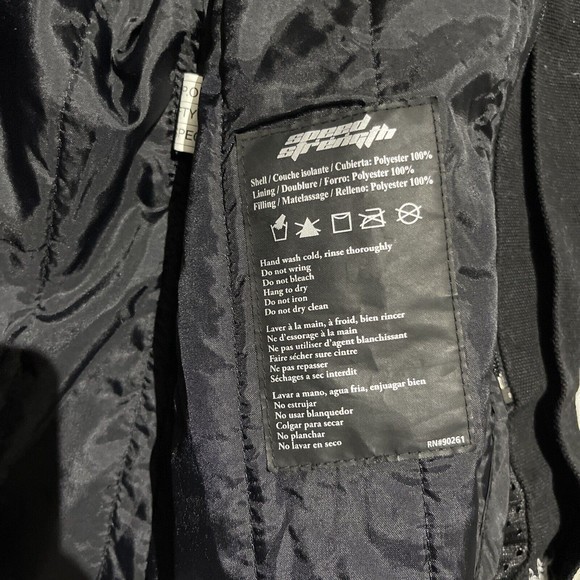 speed
strength
Shell / Couche isolante / Cubierta: Polyester 100%
Lining / Doublure / Forro: Polyester 100%
Filling / Matelassage / Relleno: Polyester 100%
Hand wash cold, rinse thoroughly
Do not wring
Do not bleach
Hang to dry
Do not iron
Do not dry clean
Laver à la main, à froid, bien rincer
Ne d'essorage à la main
Ne pas utiliser d'agent blanchissant
Faire sécher sure cintre
Ne pas repasser
Séchages a sec interdit
Lavar a mano, agua fria, enjuagar bien
No estrujar
No usar blanquedor
Colgar para secar
No planchar
No lavar en seco
RN#90261